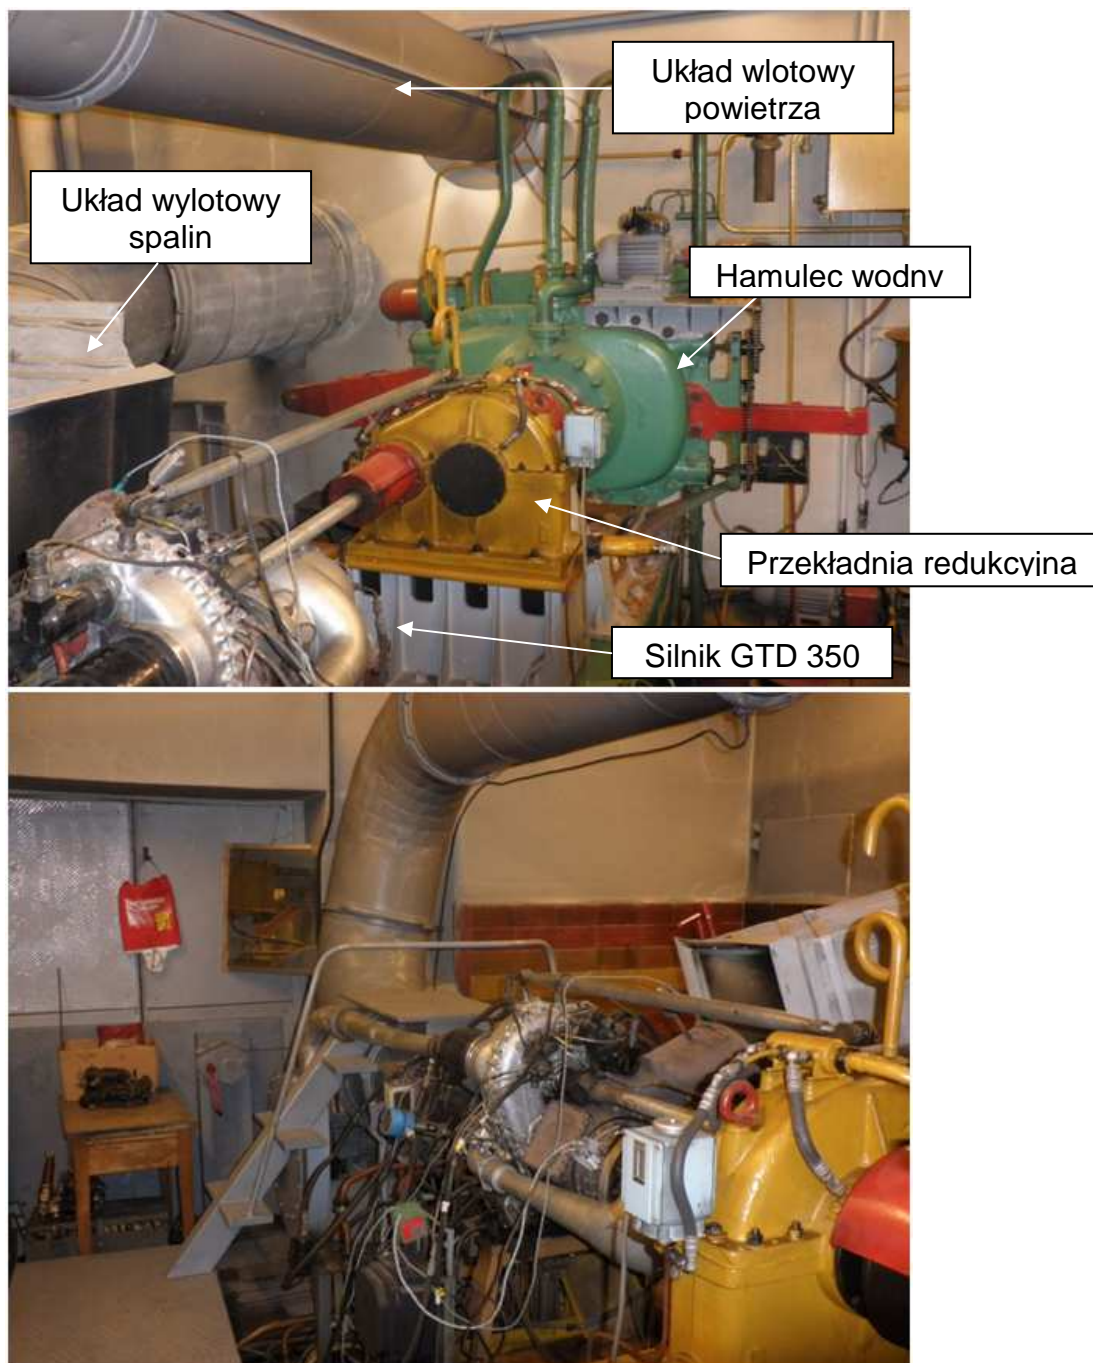 Układ wlotowy
powietrza
Układ wylotowy
spalin
Hamulec wodny
Przekładnia redukcyjna
Silnik GTD 350